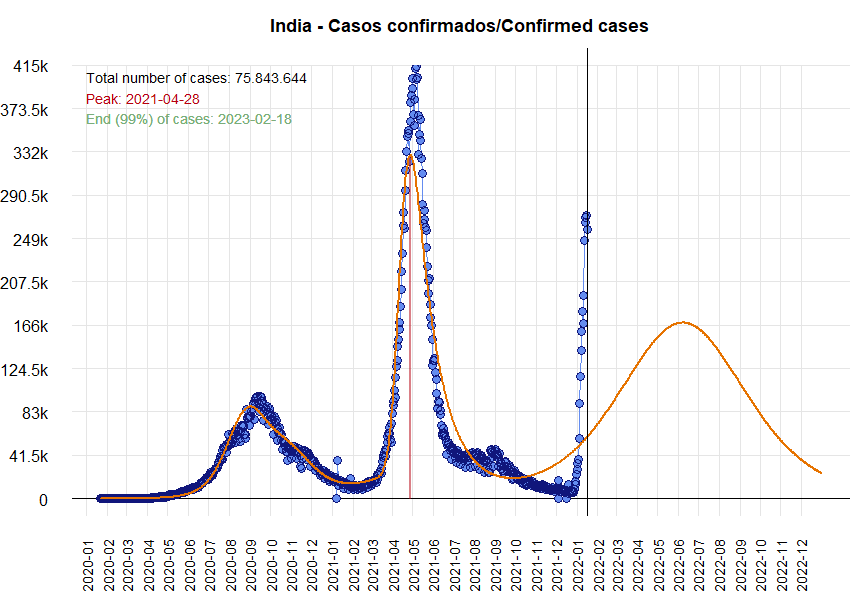 India - Casos confirmados/Confirmed cases
415k
Total number of cases: 75.843.644
Peak: 2021-04-28
373.5k
End (99%) of cases: 2023-02-18
332k
290.5k
249k
207.5k
166k
124.5k
83k
41.5k
0
2020-01
2020-02
2020-03
2020-04
2020-05
2020-06
2020-07
2020-08
2020-09
2020-10
2020-11
2020-12
2021-01
2021-02
2021-03
2021-04
2021-05
2021-06
2021-07
2021-08
2021-09
2021-10
2021-11
2021-12
2022-01
2022-02
2022-03
2022-04
2022-05
2022-06
2022-07
2022-08
2022-09
2022-10
2022-11
2022-12